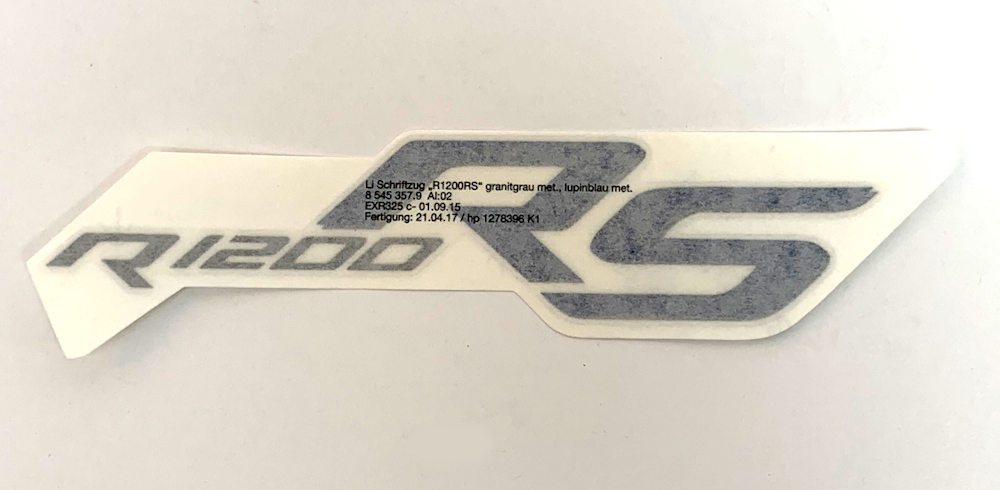 R1200 RS
Li Schriftzug „R1200RS“ granitgrau met., lupinblau met.
8 545 357.9 AI:02
EXR325 c- 01.09.15
Fertigung: 21.04.17 / hp 1278396 K1